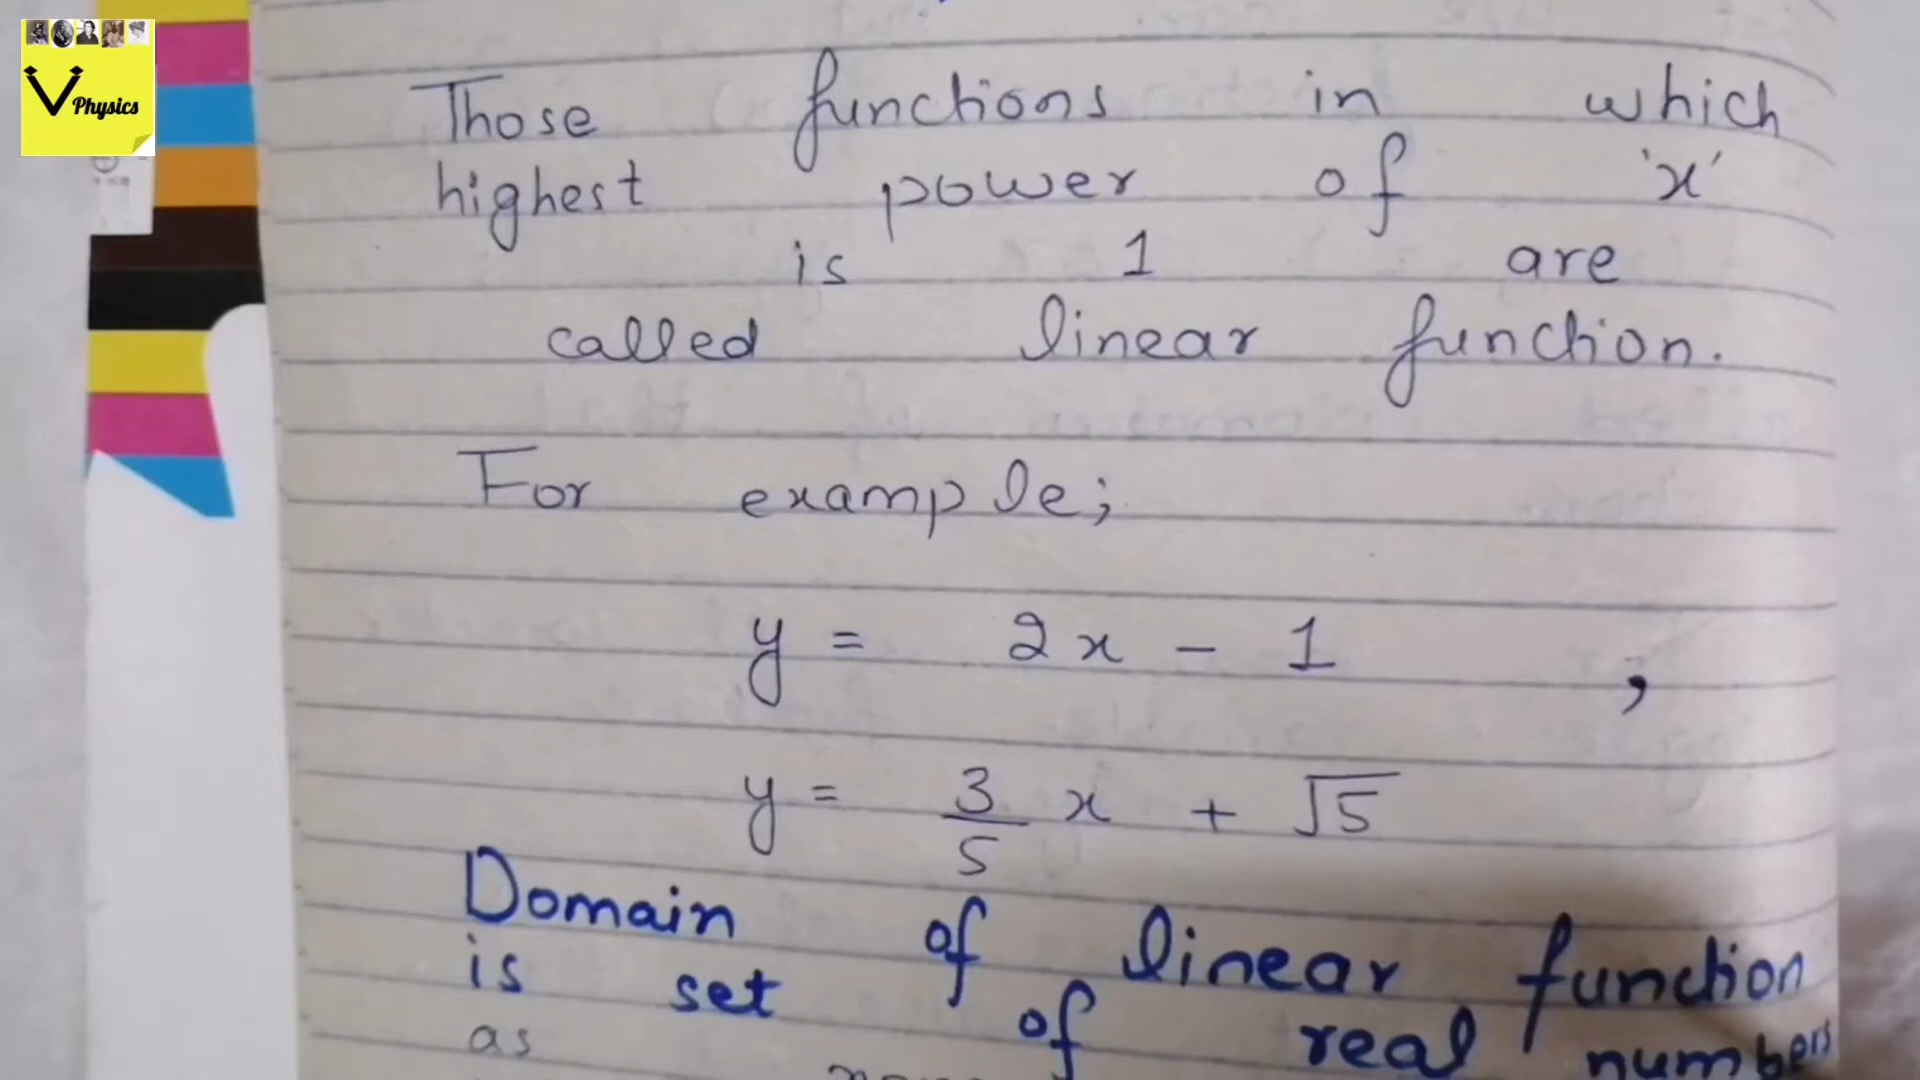 V Physics
Those functions in which
highest power of 'x'
is 1 are
called linear function.
For example;
y = 2x - 1 ,
y = 3/5 x + √5
Domain of linear function
is set of real numbers
as